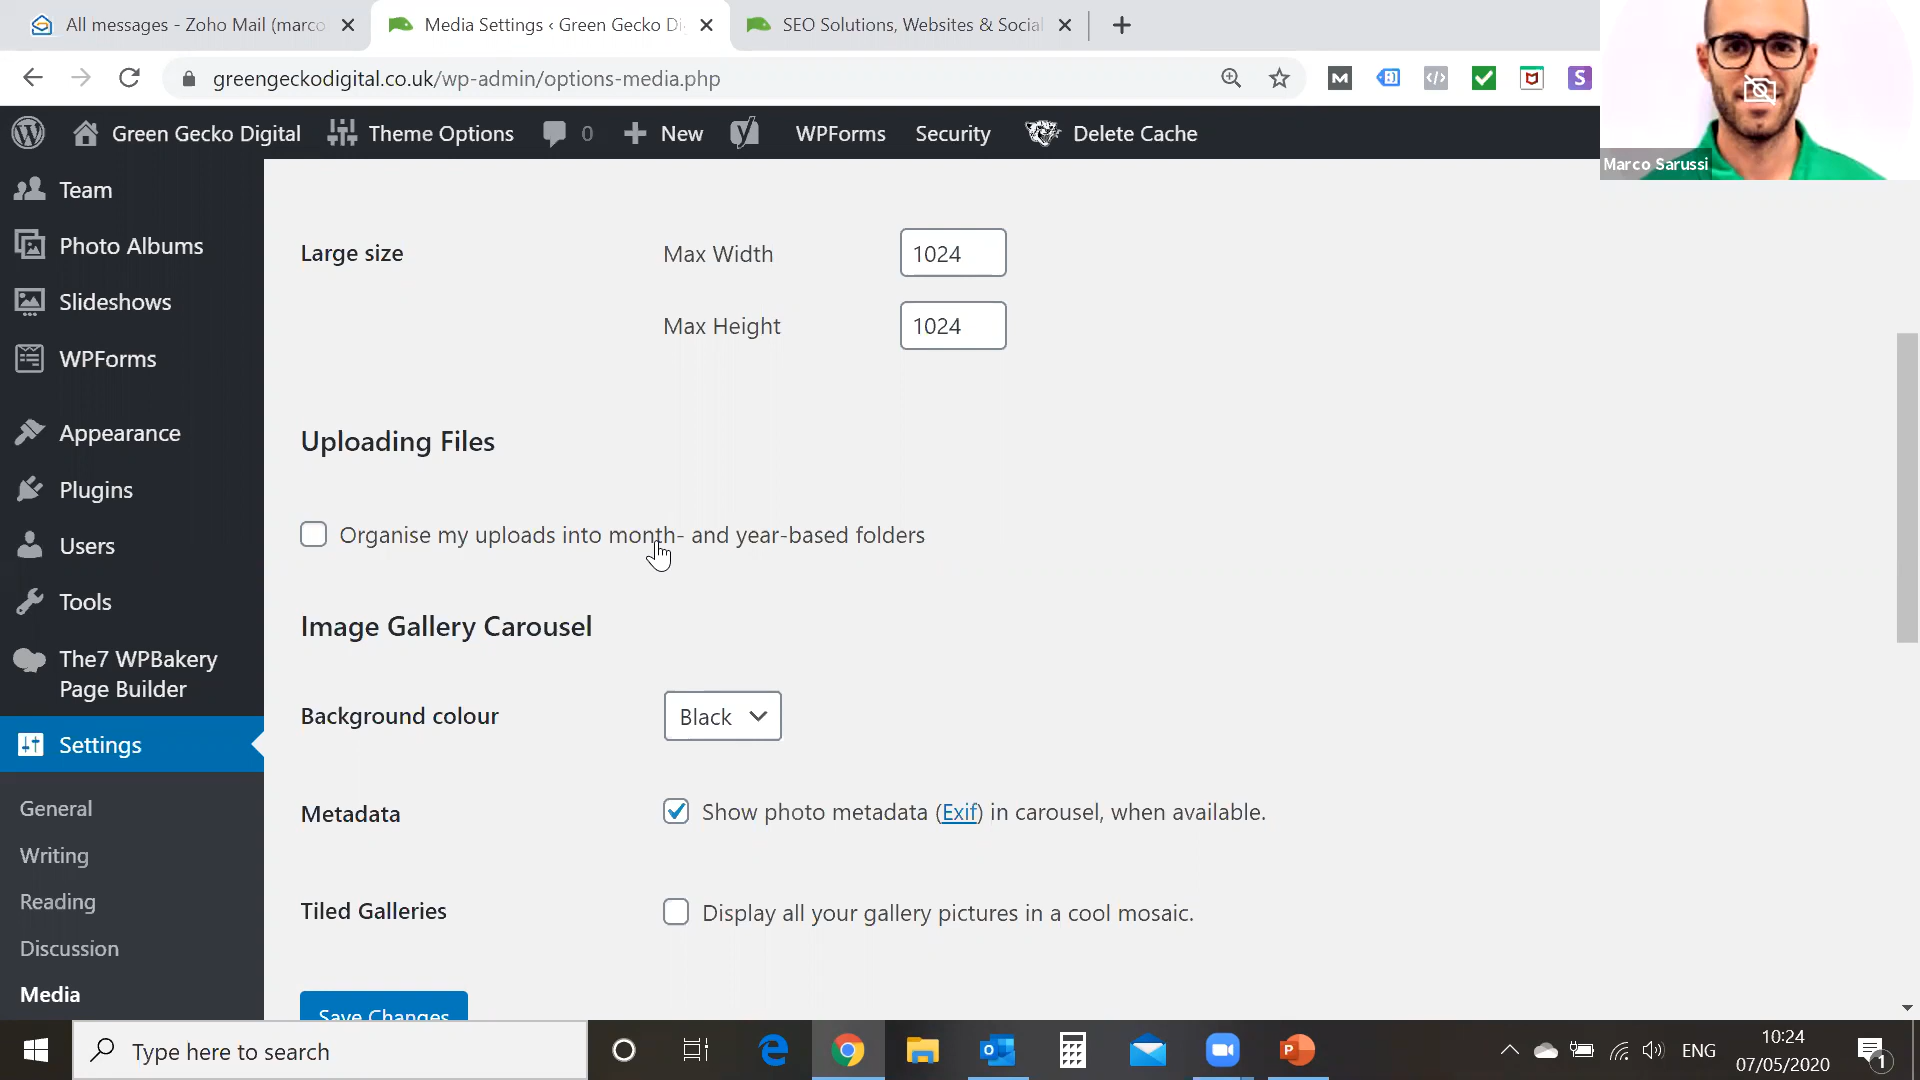 All messages - Zoho Mail (marco
Media Settings ‹ Green Gecko Di
SEO Solutions, Websites & Social
greengeckodigital.co.uk/wp-admin/options-media.php
Marco Sarussi
Green Gecko Digital
Theme Options
0
New
WPForms
Security
Delete Cache
Team
Photo Albums
Slideshows
WPForms
Appearance
Plugins
Users
Tools
The7 WPBakery
Page Builder
Settings
General
Writing
Reading
Discussion
Media
Large size
Max Width
1024
Max Height
1024
Uploading Files
Organise my uploads into month- and year-based folders
Image Gallery Carousel
Background colour
Black
Metadata
Show photo metadata (Exif) in carousel, when available.
Tiled Galleries
Display all your gallery pictures in a cool mosaic.
Save Changes
Type here to search
ENG
10:24
07/05/2020
1